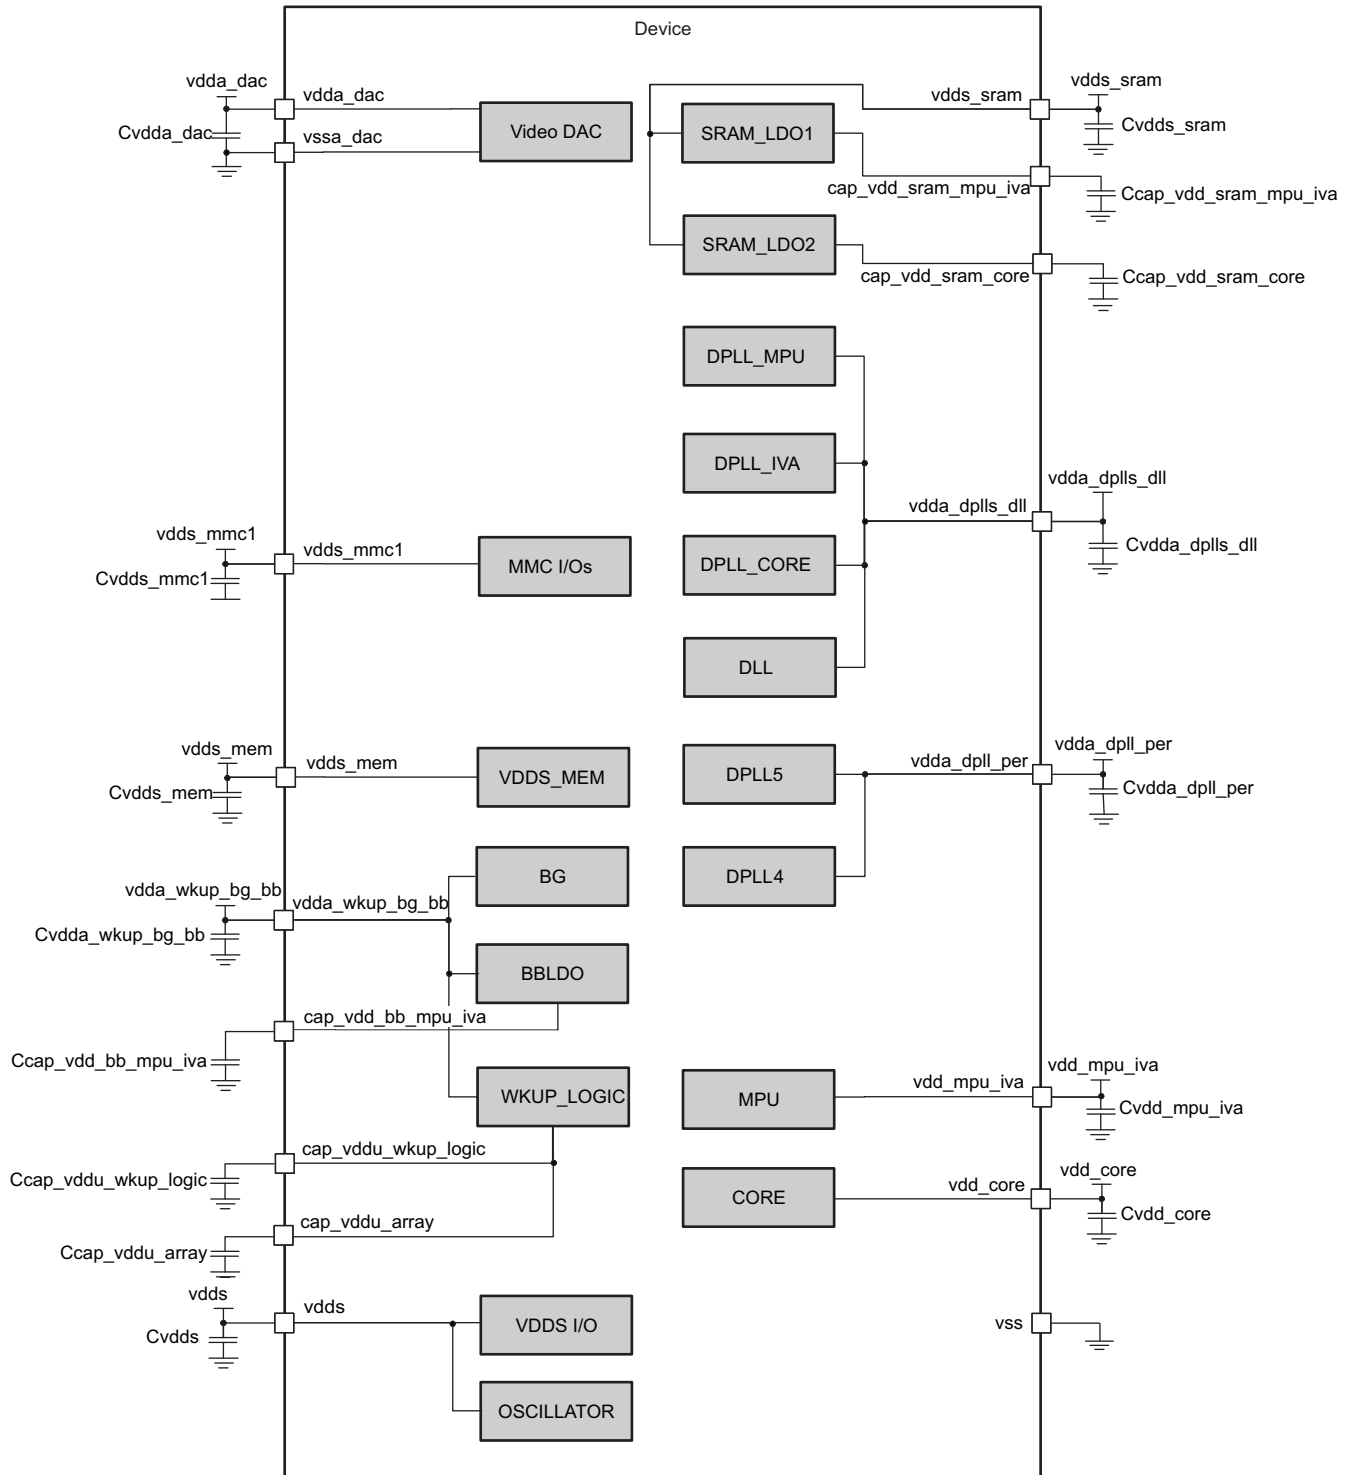 Device
vdda_dac
vdda_dac
Cvdda_dac
vssa_dac
Video DAC
vdds_sram
vdds_sram
Cvdds_sram
SRAM_LDO1
cap_vdd_sram_mpu_iva
Ccap_vdd_sram_mpu_iva
SRAM_LDO2
cap_vdd_sram_core
Ccap_vdd_sram_core
DPLL_MPU
DPLL_IVA
vdda_dplls_dll
vdda_dplls_dll
Cvdda_dplls_dll
DPLL_CORE
DLL
vdds_mmc1
vdds_mmc1
Cvdds_mmc1
MMC I/Os
vdds_mem
vdds_mem
Cvdds_mem
VDDS_MEM
DPLL5
vdda_dpll_per
vdda_dpll_per
Cvdda_dpll_per
DPLL4
BG
vdda_wkup_bg_bb
vdda_wkup_bg_bb
Cvdda_wkup_bg_bb
BBLDO
cap_vdd_bb_mpu_iva
Ccap_vdd_bb_mpu_iva
WKUP_LOGIC
MPU
vdd_mpu_iva
vdd_mpu_iva
Cvdd_mpu_iva
cap_vddu_wkup_logic
Ccap_vddu_wkup_logic
CORE
vdd_core
vdd_core
Cvdd_core
cap_vddu_array
Ccap_vddu_array
vdds
vdds
Cvdds
VDDS I/O
vss
OSCILLATOR